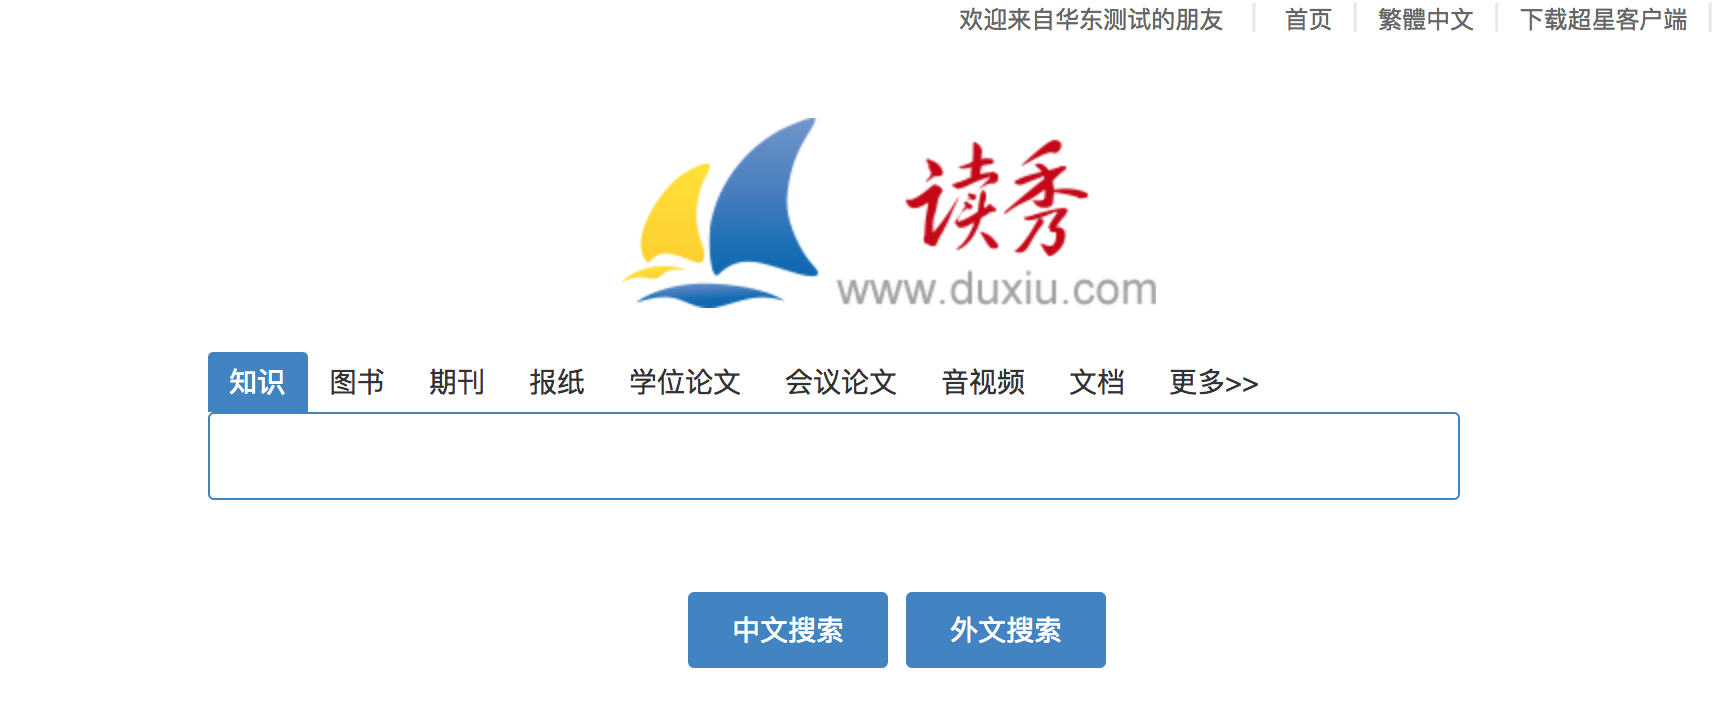 欢迎来自华东测试的朋友 | 首页 | 繁體中文 | 下载超星客户端 |
读秀
www.duxiu.com
知识 图书 期刊 报纸 学位论文 会议论文 音视频 文档 更多>>
中文搜索 外文搜索